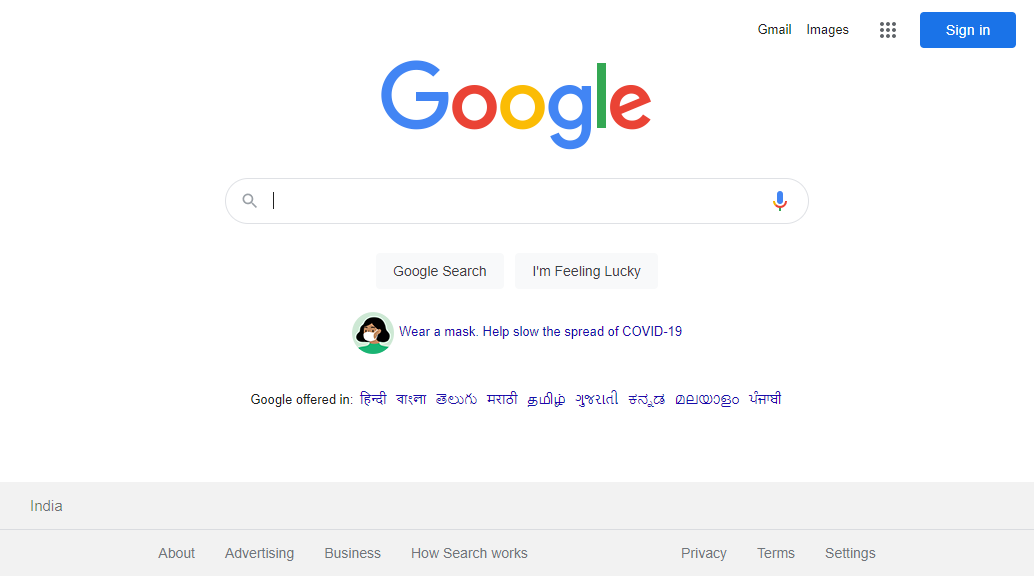 Gmail Images Sign in
Google
Google Search I'm Feeling Lucky
Wear a mask. Help slow the spread of COVID-19
Google offered in: हिन्दी বাংলা తెలుగు मराठी தமிழ் ગુજરાતી ಕನ್ನಡ മലയാളം ਪੰਜਾਬੀ
India
About Advertising Business How Search works Privacy Terms Settings